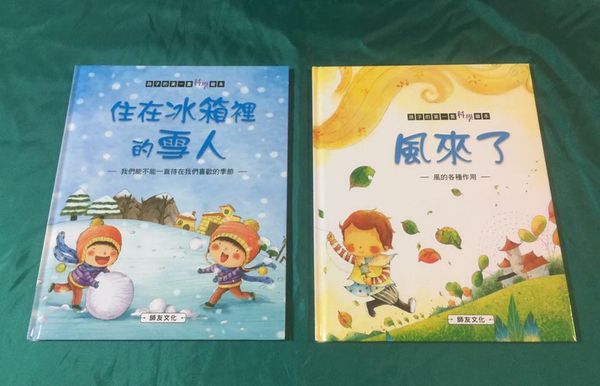 孩子的第一套科學繪本
住在冰箱裡
的雪人
我們能不能一直待在我們喜歡的季節
師友文化
孩子的第一套科學繪本
風來了
風的各種作用
師友文化